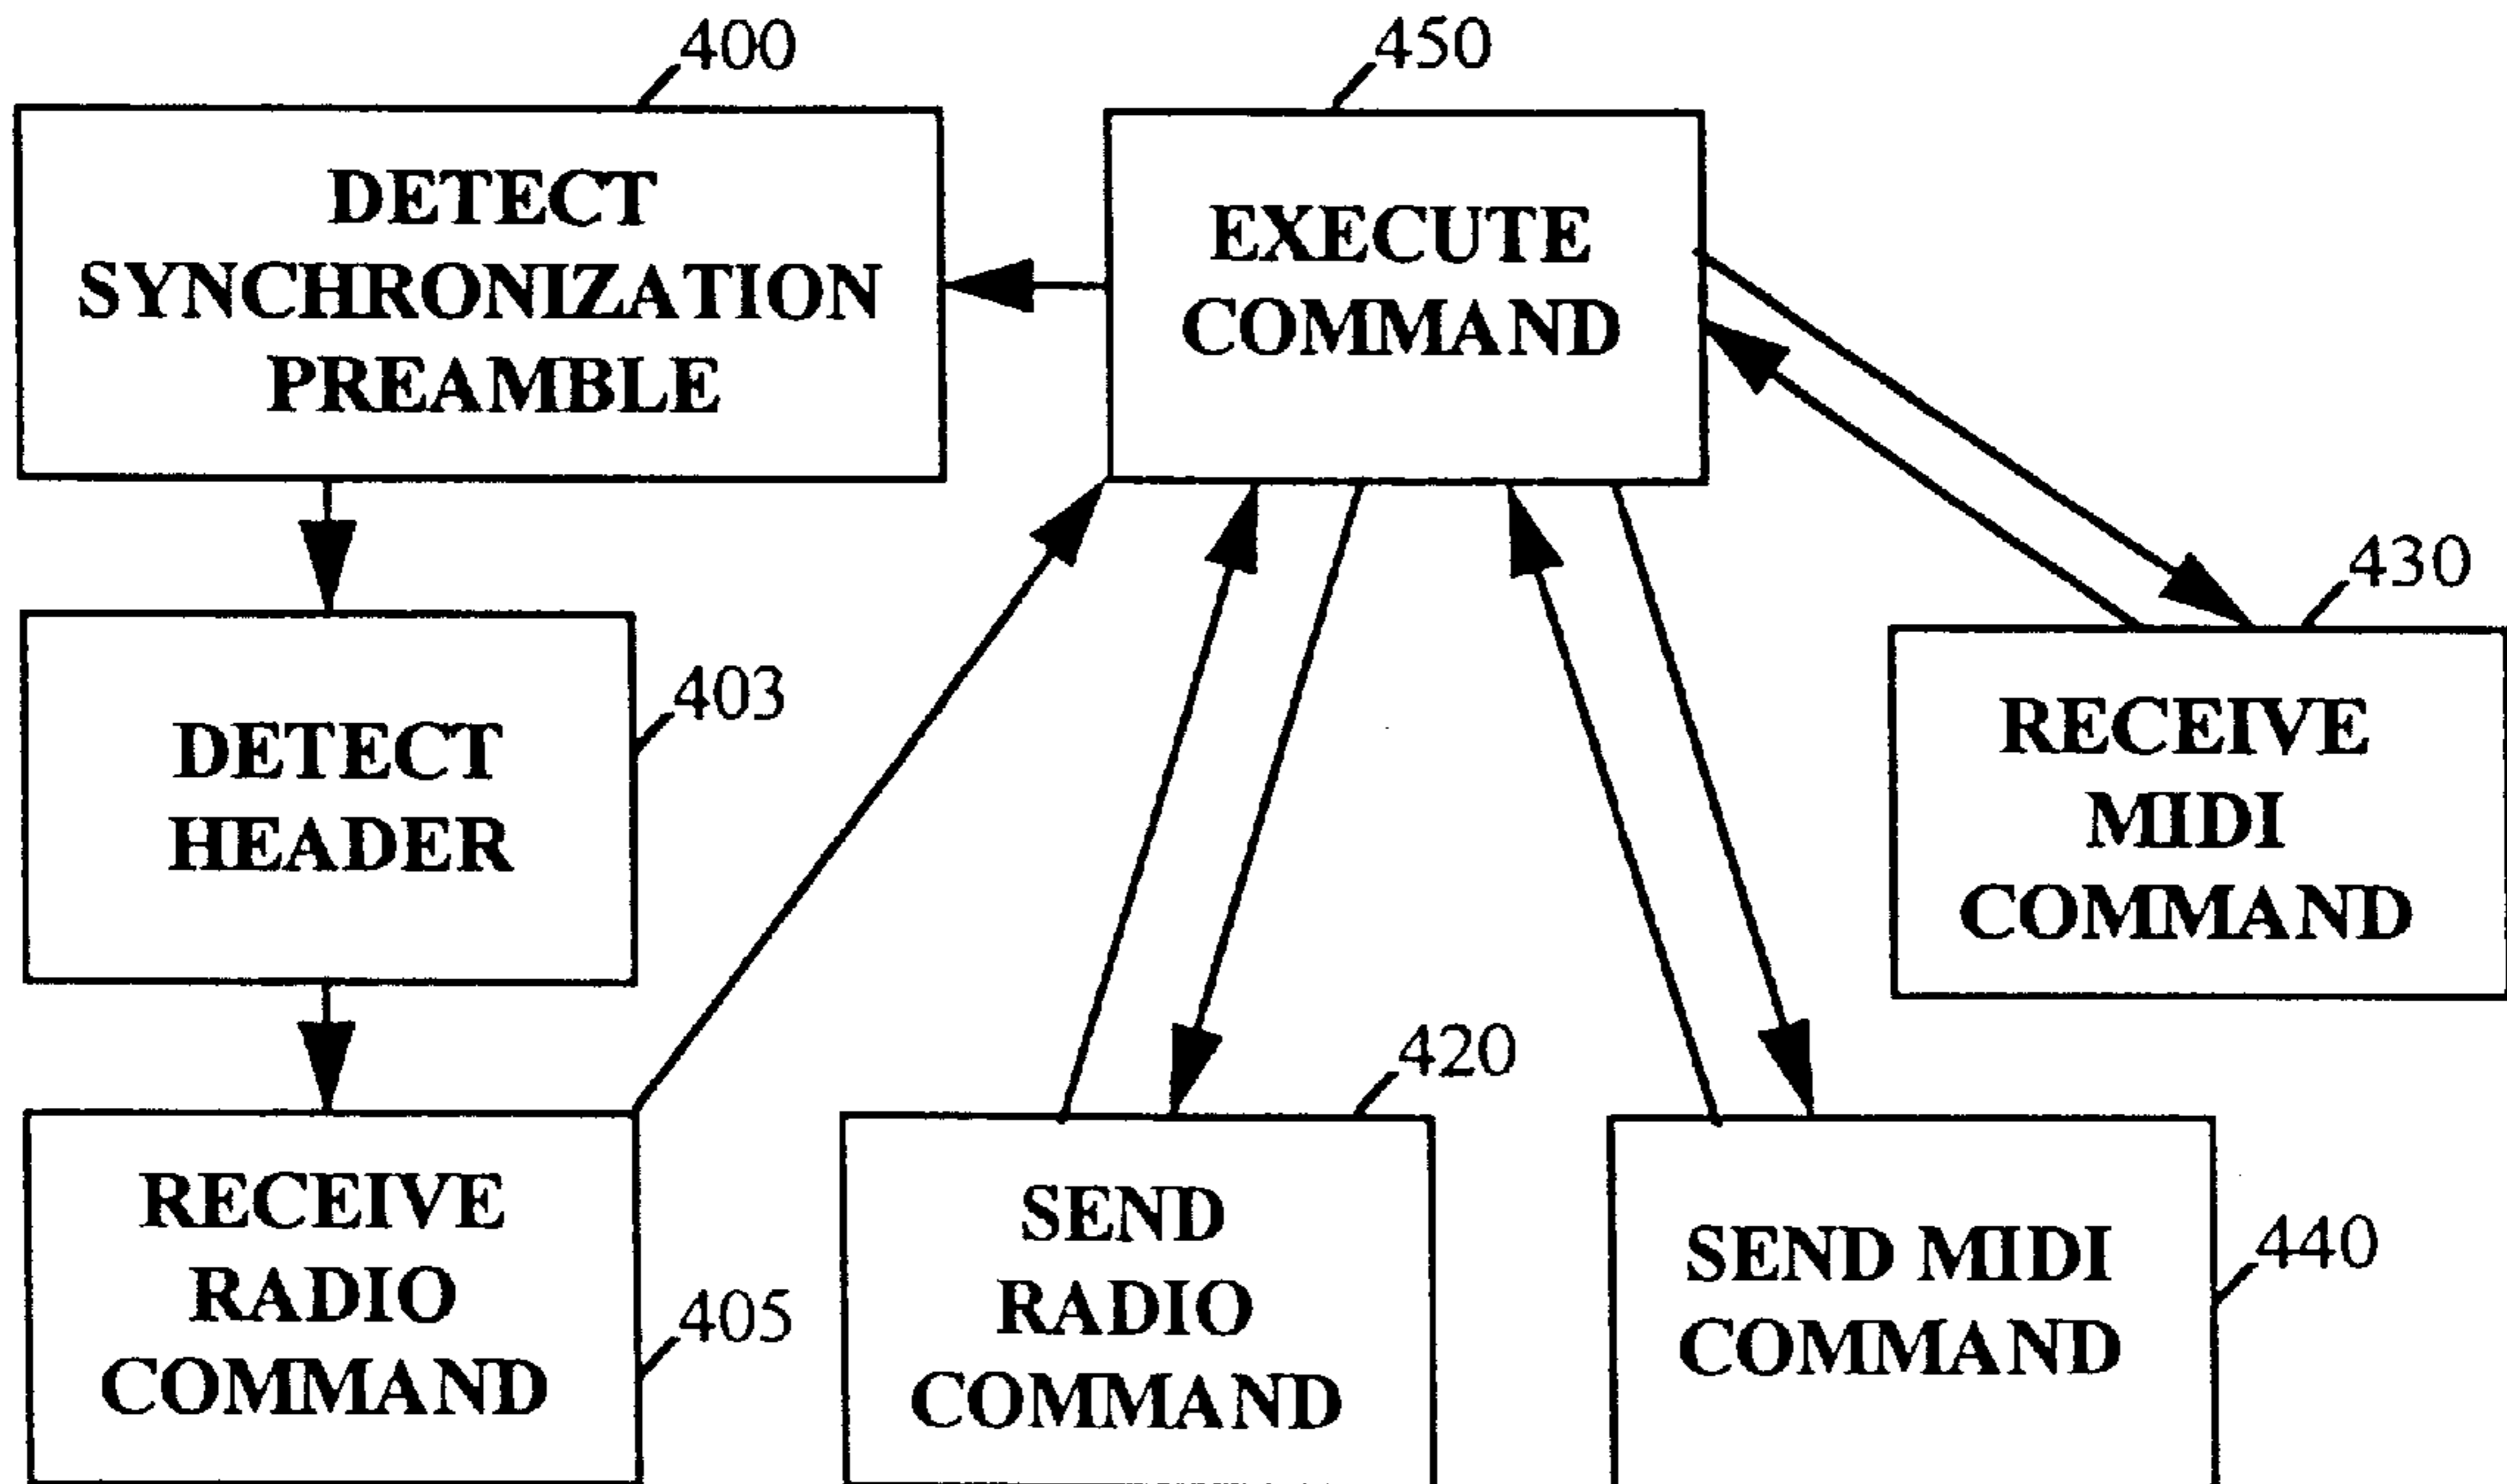 400
DETECT
SYNCHRONIZATION
PREAMBLE
450
EXECUTE
COMMAND
403
DETECT
HEADER
430
RECEIVE
MIDI
COMMAND
RECEIVE
RADIO
COMMAND
405
420
SEND
RADIO
COMMAND
440
SEND MIDI
COMMAND